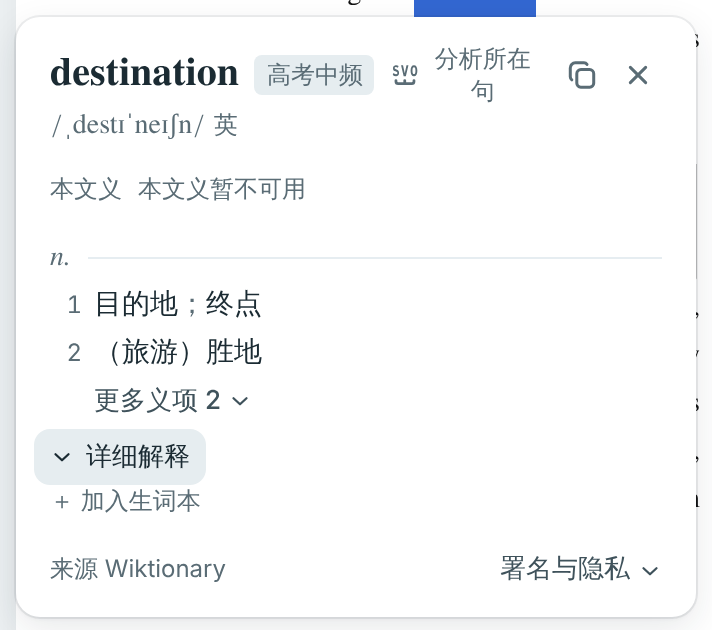 destination 高考中频 SVO 分析所在句
/ˌdestɪˈneɪʃn/ 英
本文义 本文义暂不可用
n.
1 目的地；终点
2 （旅游）胜地
更多义项 2
详细解释
+ 加入生词本
来源 Wiktionary 署名与隐私